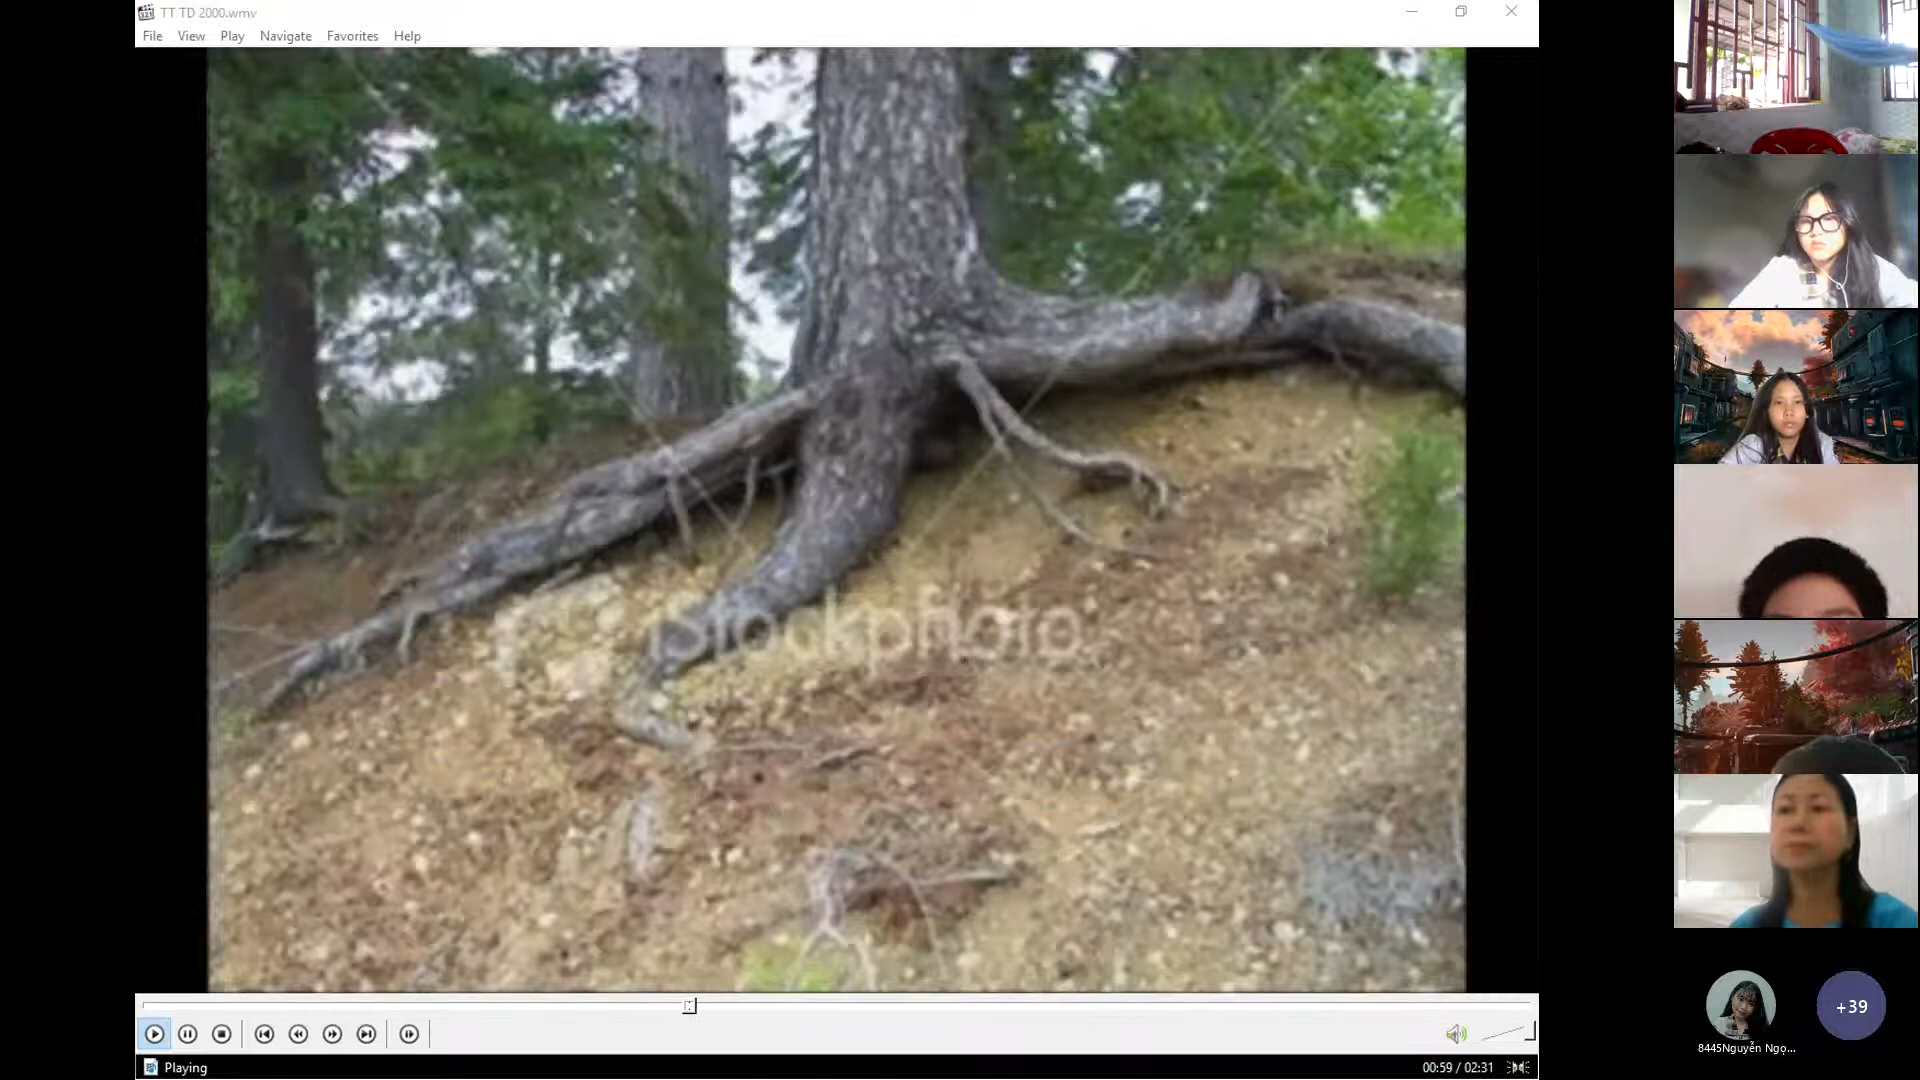 TT TD 2000.wmv
File View Play Navigate Favorites Help
iStockphoto
Playing
00:59 / 02:31
+39
8445Nguyễn Ngọ...